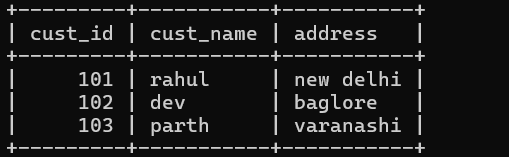 cust_id | cust_name | address
101 | rahul | new delhi
102 | dev | baglore
103 | parth | varanashi